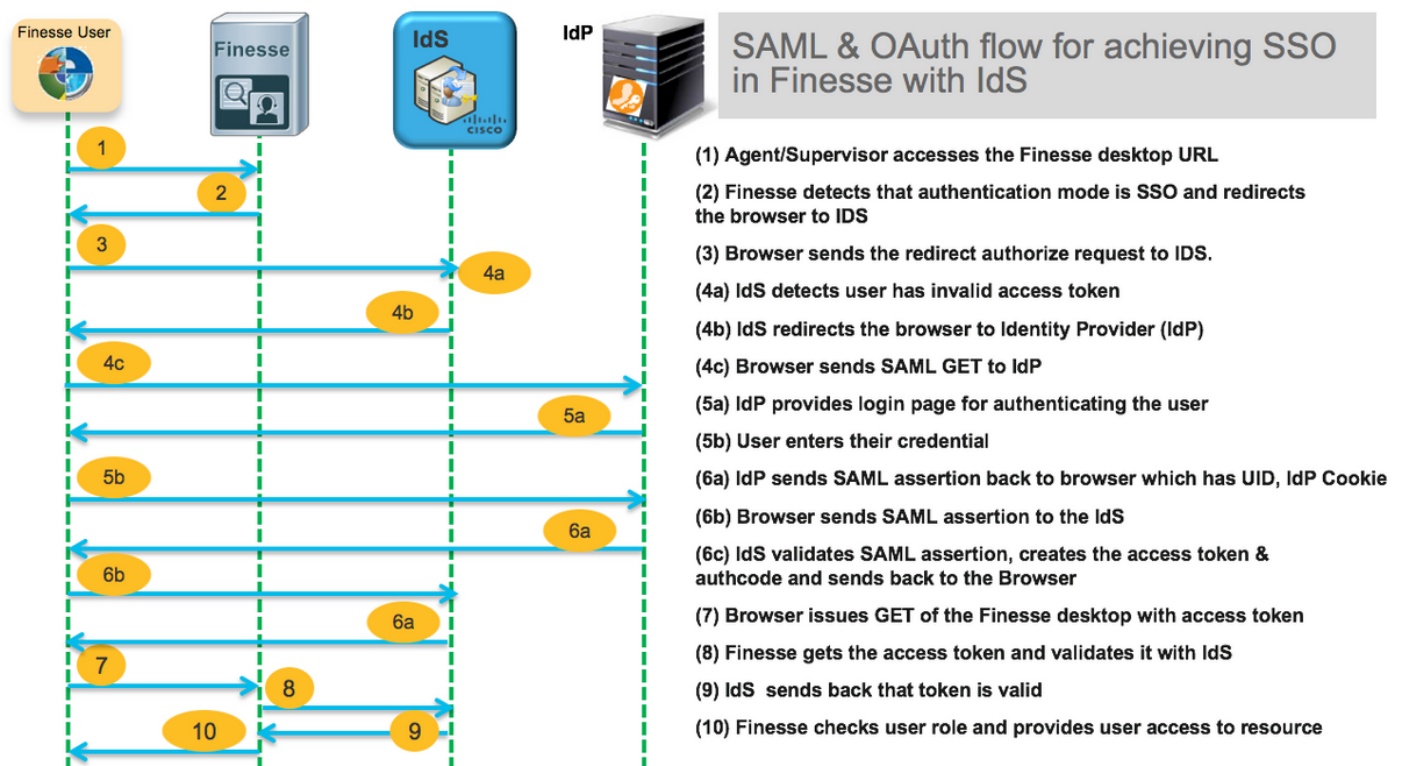 Finesse User
Finesse
IdS
CISCO
IdP
SAML & OAuth flow for achieving SSO
in Finesse with IdS
1
2
3
4a
4b
4c
5a
5b
6a
6b
6a
7
8
9
10
(1) Agent/Supervisor accesses the Finesse desktop URL
(2) Finesse detects that authentication mode is SSO and redirects
the browser to IDS
(3) Browser sends the redirect authorize request to IDS.
(4a) IdS detects user has invalid access token
(4b) IdS redirects the browser to Identity Provider (IdP)
(4c) Browser sends SAML GET to IdP
(5a) IdP provides login page for authenticating the user
(5b) User enters their credential
(6a) IdP sends SAML assertion back to browser which has UID, IdP Cookie
(6b) Browser sends SAML assertion to the IdS
(6c) IdS validates SAML assertion, creates the access token &
authcode and sends back to the Browser
(7) Browser issues GET of the Finesse desktop with access token
(8) Finesse gets the access token and validates it with IdS
(9) IdS  sends back that token is valid
(10) Finesse checks user role and provides user access to resource